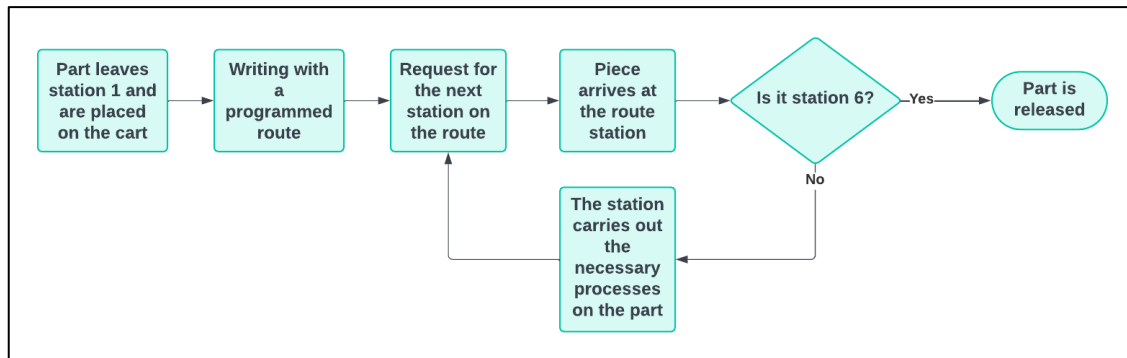 Part leaves
station 1 and
are placed
on the cart
Writing with
a
programmed
route
Request for
the next
station on
the route
Piece
arrives at
the route
station
Is it station 6?
Yes
Part is
released
No
The station
carries out
the
necessary
processes
on the part